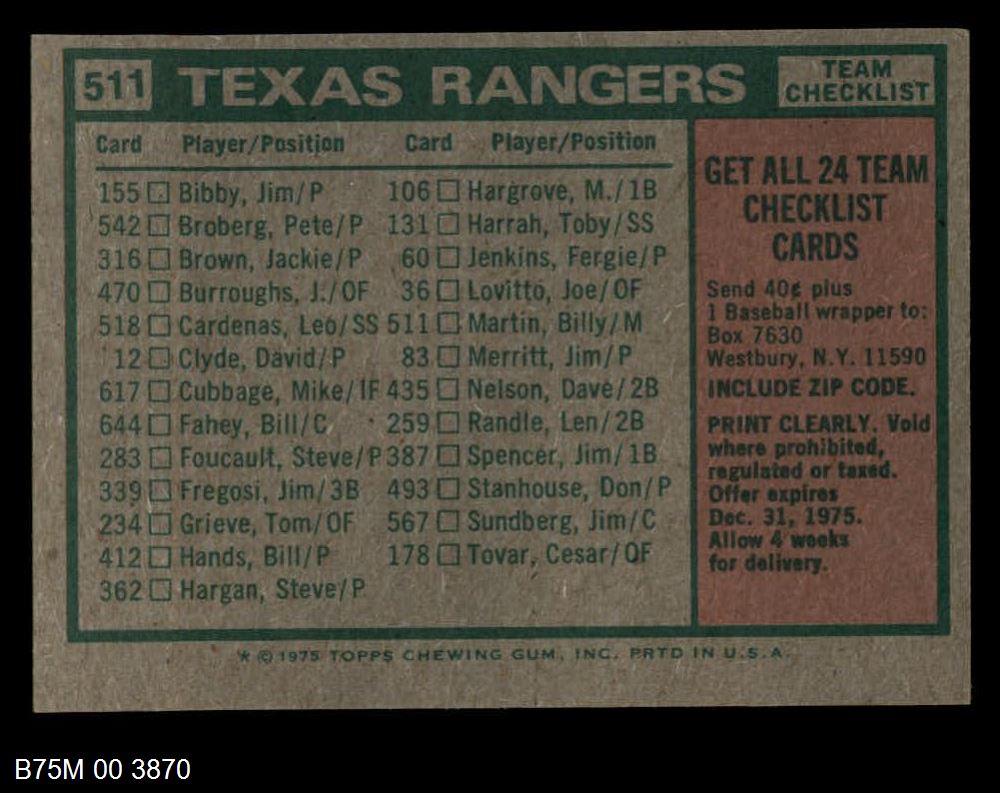 511 TEXAS RANGERS TEAM CHECKLIST
Card Player/Position Card Player/Position
155 Bibby, Jim/P
542 Broberg, Pete/P
316 Brown, Jackie/P
470 Burroughs, J./OF
518 Cardenas, Leo/SS
12 Clyde, David/P
617 Cubbage, Mike/IF
644 Fahey, Bill/C
283 Foucault, Steve/P
339 Fregosi, Jim/3B
234 Grieve, Tom/OF
412 Hands, Bill/P
362 Hargan, Steve/P
106 Hargrove, M./1B
131 Harrah, Toby/SS
60 Jenkins, Fergie/P
36 Lovitto, Joe/OF
511 Martin, Billy/M
83 Merritt, Jim/P
435 Nelson, Dave/2B
259 Randle, Len/2B
387 Spencer, Jim/1B
493 Stanhouse, Don/P
567 Sundberg, Jim/C
178 Tovar, Cesar/OF
GET ALL 24 TEAM
CHECKLIST
CARDS
Send 40¢ plus
1 Baseball wrapper to:
Box 7630
Westbury, N.Y. 11590
INCLUDE ZIP CODE.
PRINT CLEARLY. Void
where prohibited,
regulated or taxed.
Offer expires
Dec. 31, 1975.
Allow 4 weeks
for delivery.
* © 1975 TOPPS CHEWING GUM, INC. PRTD IN U.S.A.
B75M 00 3870